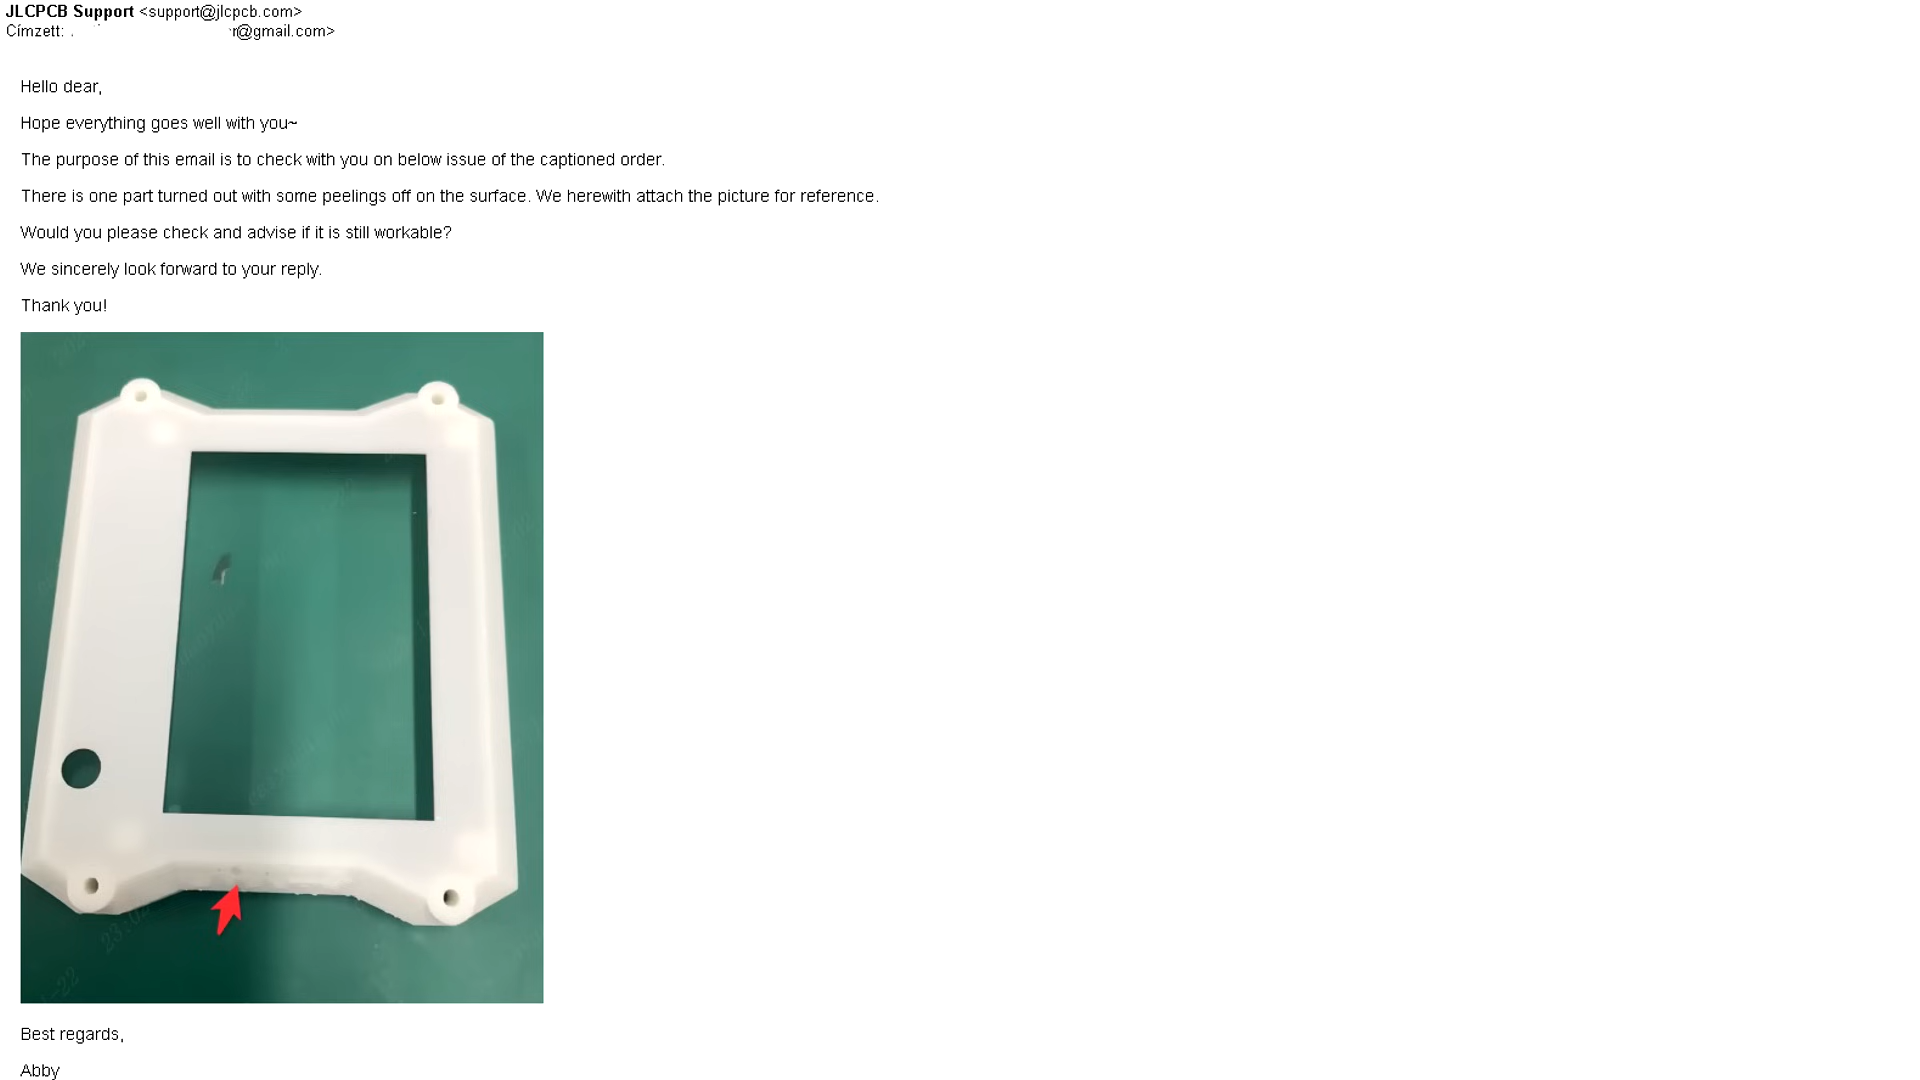 JLCPCB Support <support@jlcpcb.com>
Címzett: r@gmail.com>
Hello dear,
Hope everything goes well with you~
The purpose of this email is to check with you on below issue of the captioned order.
There is one part turned out with some peelings off on the surface. We herewith attach the picture for reference.
Would you please check and advise if it is still workable?
We sincerely look forward to your reply.
Thank you!
Best regards,
Abby